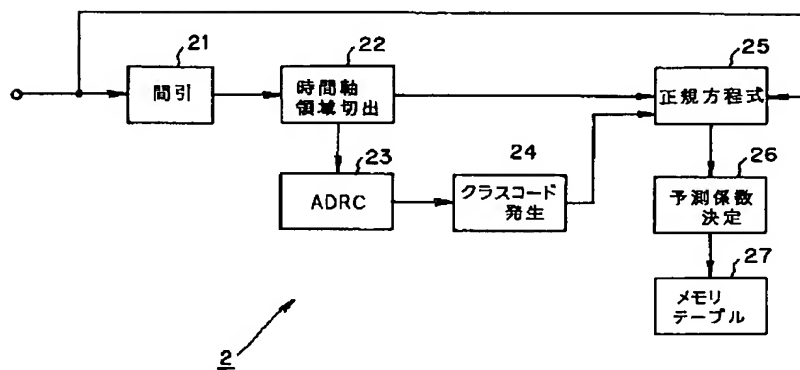 21
間引
22
時間軸
領域切出
23
ADRC
24
クラスコード
発生
25
正規方程式
26
予測係数
決定
27
メモリ
テーブル
2